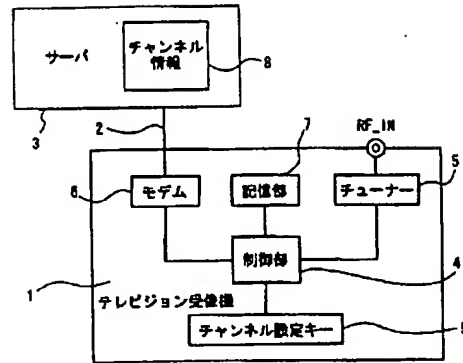 サーバ
チャンネル
情報
8
3
2
7
RF_IN
5
6
モデム
記憶部
チューナー
制御部
4
1
テレビジョン受像機
チャンネル設定キー